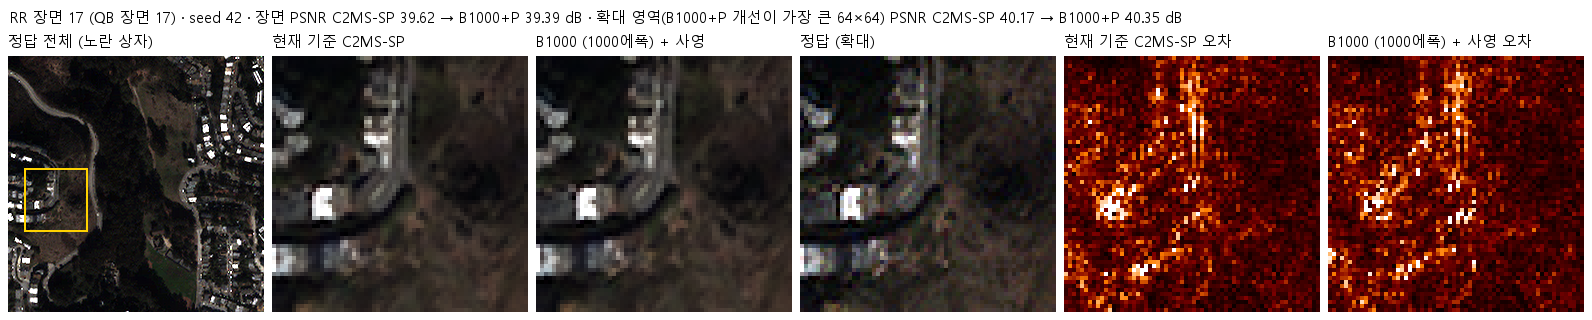 RR 장면 17 (QB 장면 17) · seed 42 · 장면 PSNR C2MS-SP 39.62 → B1000+P 39.39 dB · 확대 영역(B1000+P 개선이 가장 큰 64×64) PSNR C2MS-SP 40.17 → B1000+P 40.35 dB
정답 전체 (노란 상자)
현재 기준 C2MS-SP
B1000 (1000에폭) + 사영
정답 (확대)
현재 기준 C2MS-SP 오차
B1000 (1000에폭) + 사영 오차